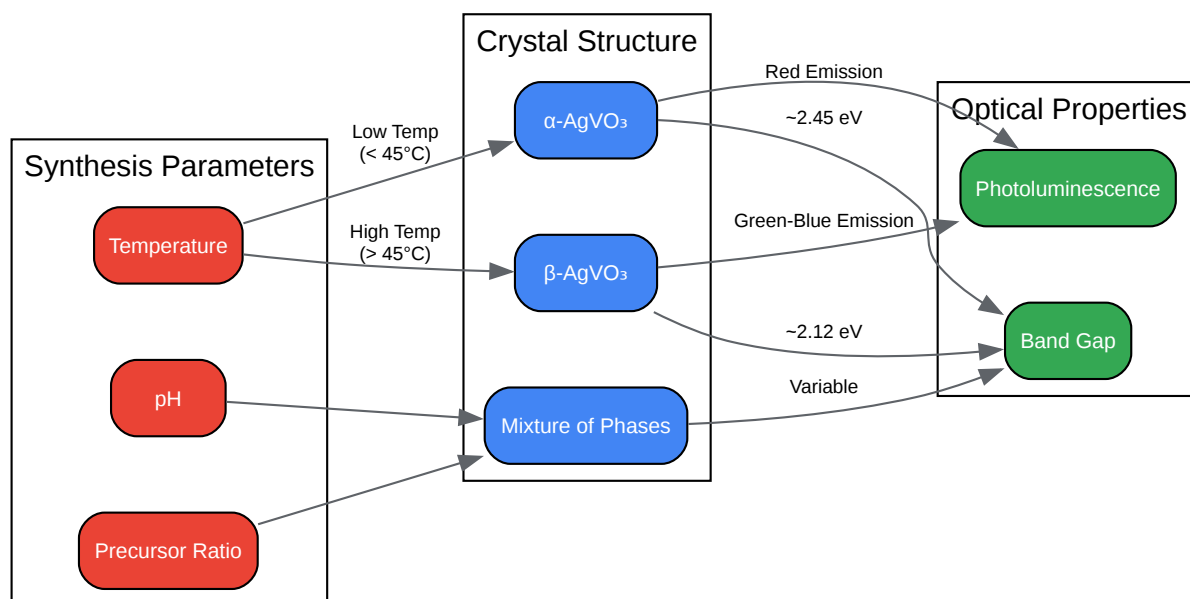 Synthesis Parameters
Temperature
pH
Precursor Ratio
Low Temp
(< 45°C)
High Temp
(> 45°C)
Crystal Structure
α-AgVO₃
β-AgVO₃
Mixture of Phases
Red Emission
~2.45 eV
Green-Blue Emission
~2.12 eV
Variable
Optical Properties
Photoluminescence
Band Gap